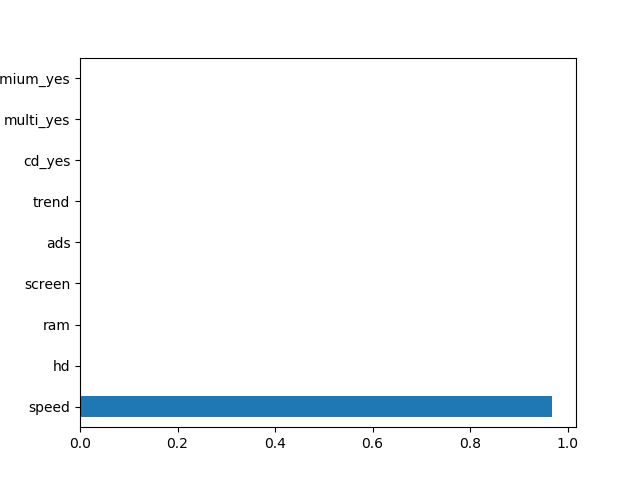 mium_yes
multi_yes
cd_yes
trend
ads
screen
ram
hd
speed
0.0 0.2 0.4 0.6 0.8 1.0